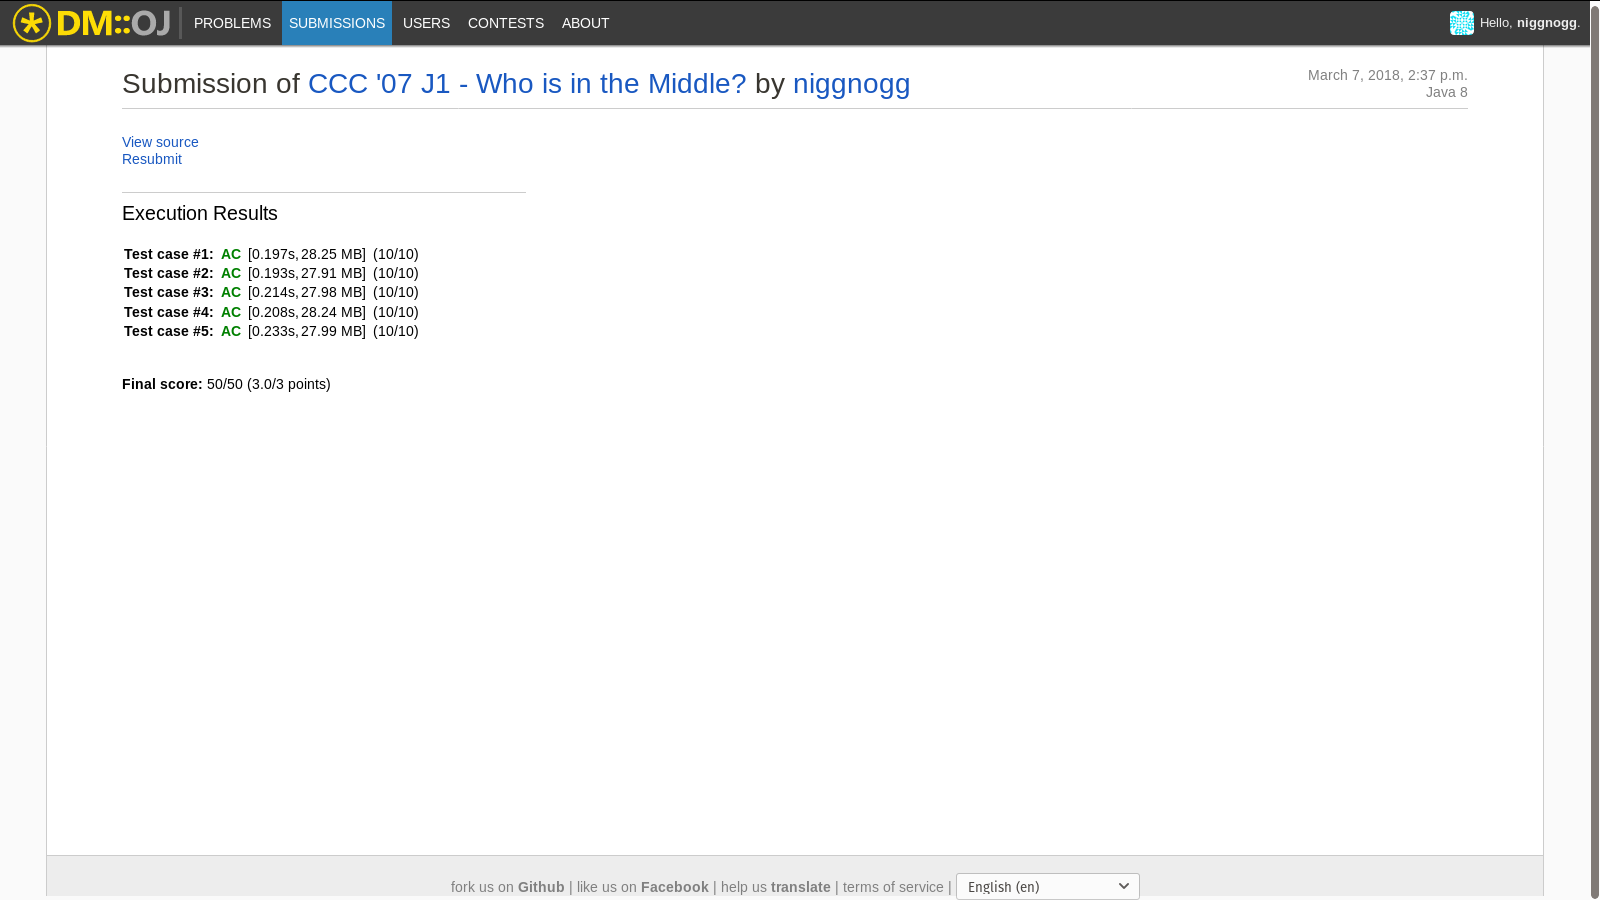 DM::OJ PROBLEMS SUBMISSIONS USERS CONTESTS ABOUT Hello, niggnogg.
Submission of CCC '07 J1 - Who is in the Middle? by niggnogg
March 7, 2018, 2:37 p.m.
Java 8
View source
Resubmit
Execution Results
Test case #1: AC [0.197s, 28.25 MB] (10/10)
Test case #2: AC [0.193s, 27.91 MB] (10/10)
Test case #3: AC [0.214s, 27.98 MB] (10/10)
Test case #4: AC [0.208s, 28.24 MB] (10/10)
Test case #5: AC [0.233s, 27.99 MB] (10/10)
Final score: 50/50 (3.0/3 points)
fork us on Github | like us on Facebook | help us translate | terms of service | English (en)